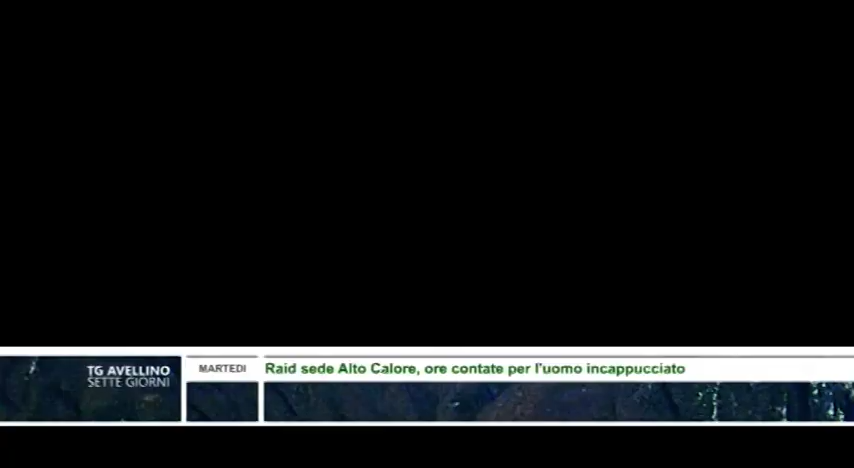 TG AVELLINO
SETTE GIORNI
MARTEDI
Raid sede Alto Calore, ore contate per l'uomo incappucciato